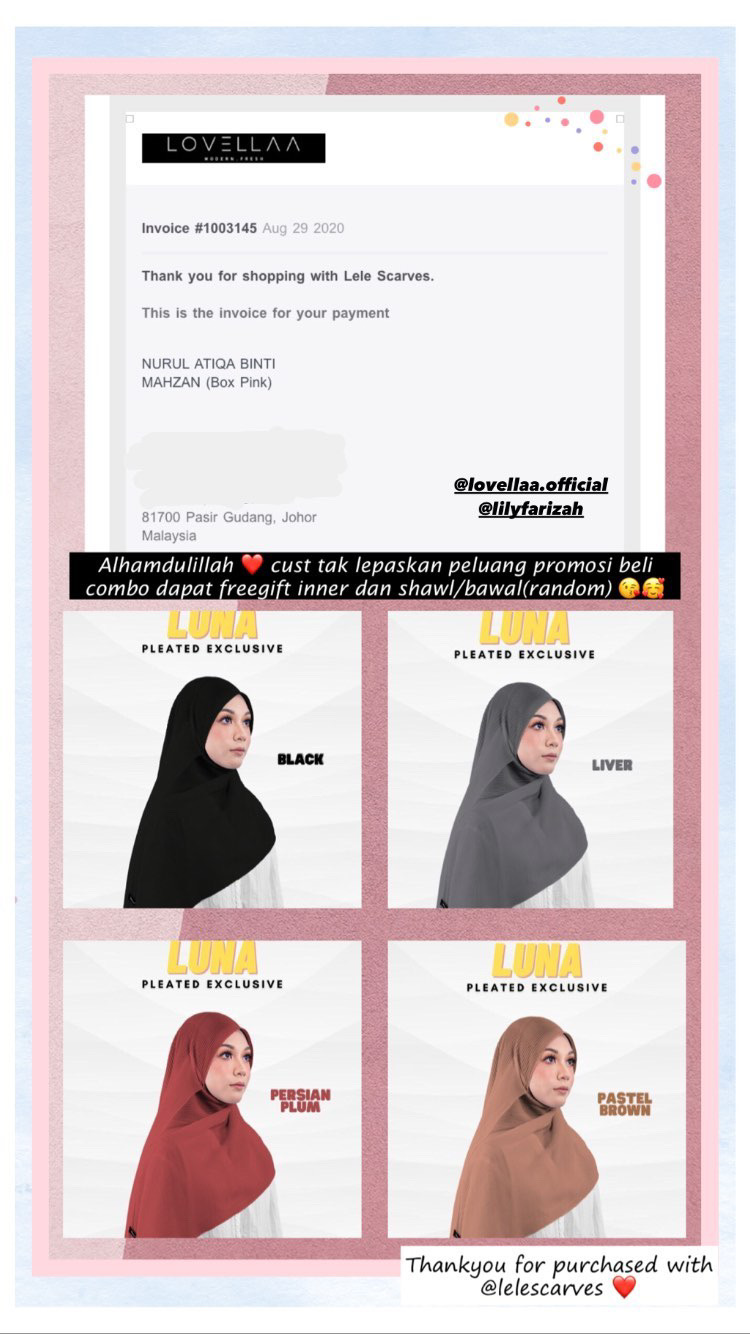 LOVELLAA
MODERN FRESH
Invoice #1003145 Aug 29 2020
Thank you for shopping with Lele Scarves.
This is the invoice for your payment
NURUL ATIQA BINTI
MAHZAN (Box Pink)
@lovellaa.official
@lilyfarizah
81700 Pasir Gudang, Johor
Malaysia
Alhamdulillah ❤️ cust tak lepaskan peluang promosi beli
combo dapat freegift inner dan shawl/bawal(random) 😘🥰
LUNA
PLEATED EXCLUSIVE
BLACK
LUNA
PLEATED EXCLUSIVE
LIVER
LUNA
PLEATED EXCLUSIVE
PERSIAN
PLUM
LUNA
PLEATED EXCLUSIVE
PASTEL
BROWN
Thankyou for purchased with
@lelescarves ❤️